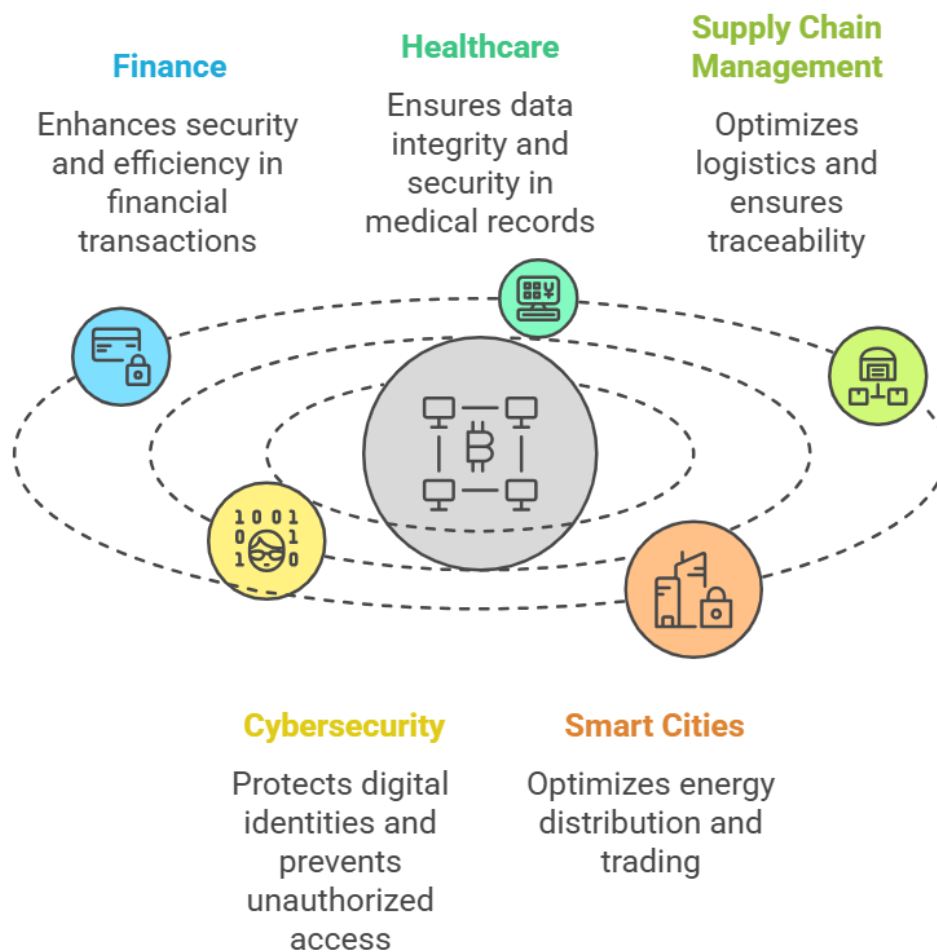 Finance
Enhances security
and efficiency in
financial
transactions
Healthcare
Ensures data
integrity and
security in
medical records
Supply Chain
Management
Optimizes
logistics and
ensures
traceability
1 0 0 1
0 1
1 0
Cybersecurity
Protects digital
identities and
prevents
unauthorized
access
Smart Cities
Optimizes energy
distribution and
trading